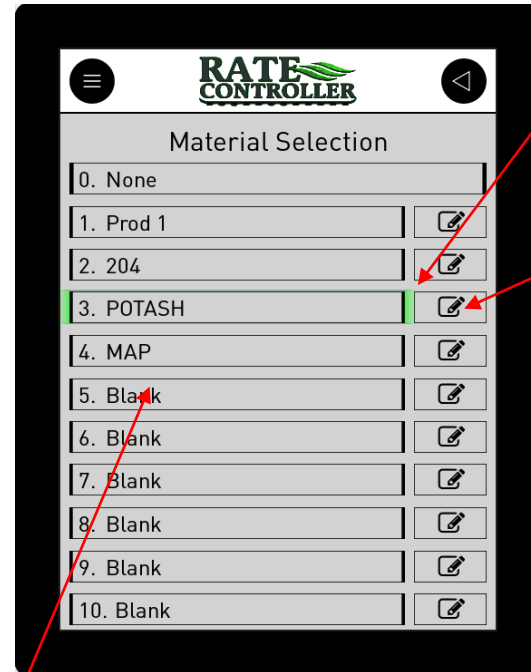 RATE
CONTROLLER
Material Selection
0. None
1. Prod 1
2. 204
3. POTASH
4. MAP
5. Blank
6. Blank
7. Blank
8. Blank
9. Blank
10. Blank